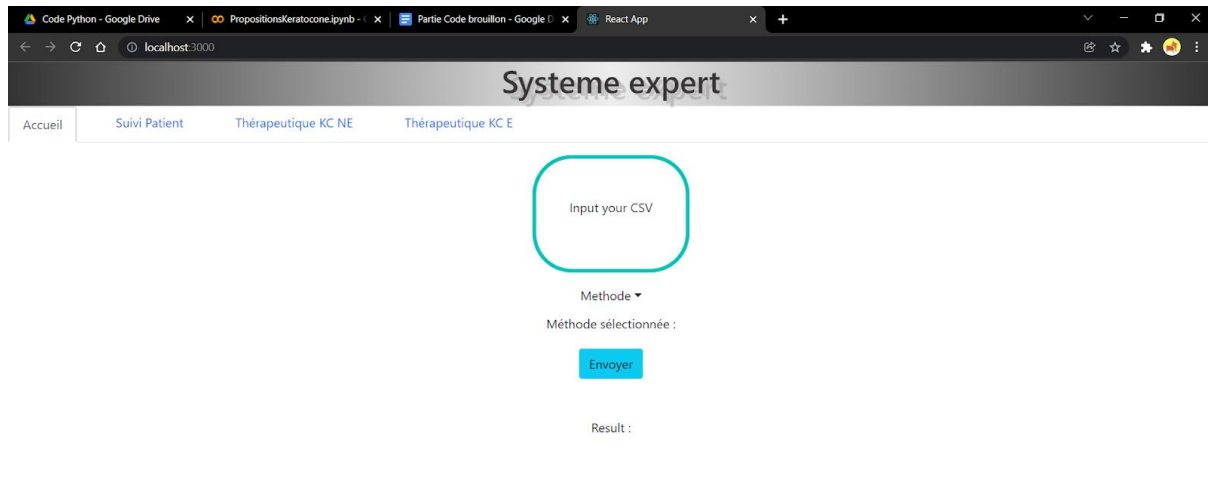 Code Python - Google Drive PropositionsKeratocone.ipynb - Partie Code brouillon - Google D React App
localhost:3000
Systeme expert
Accueil Suivi Patient Thérapeutique KC NE Thérapeutique KC E
Input your CSV
Methode
Méthode sélectionnée :
Envoyer
Result :